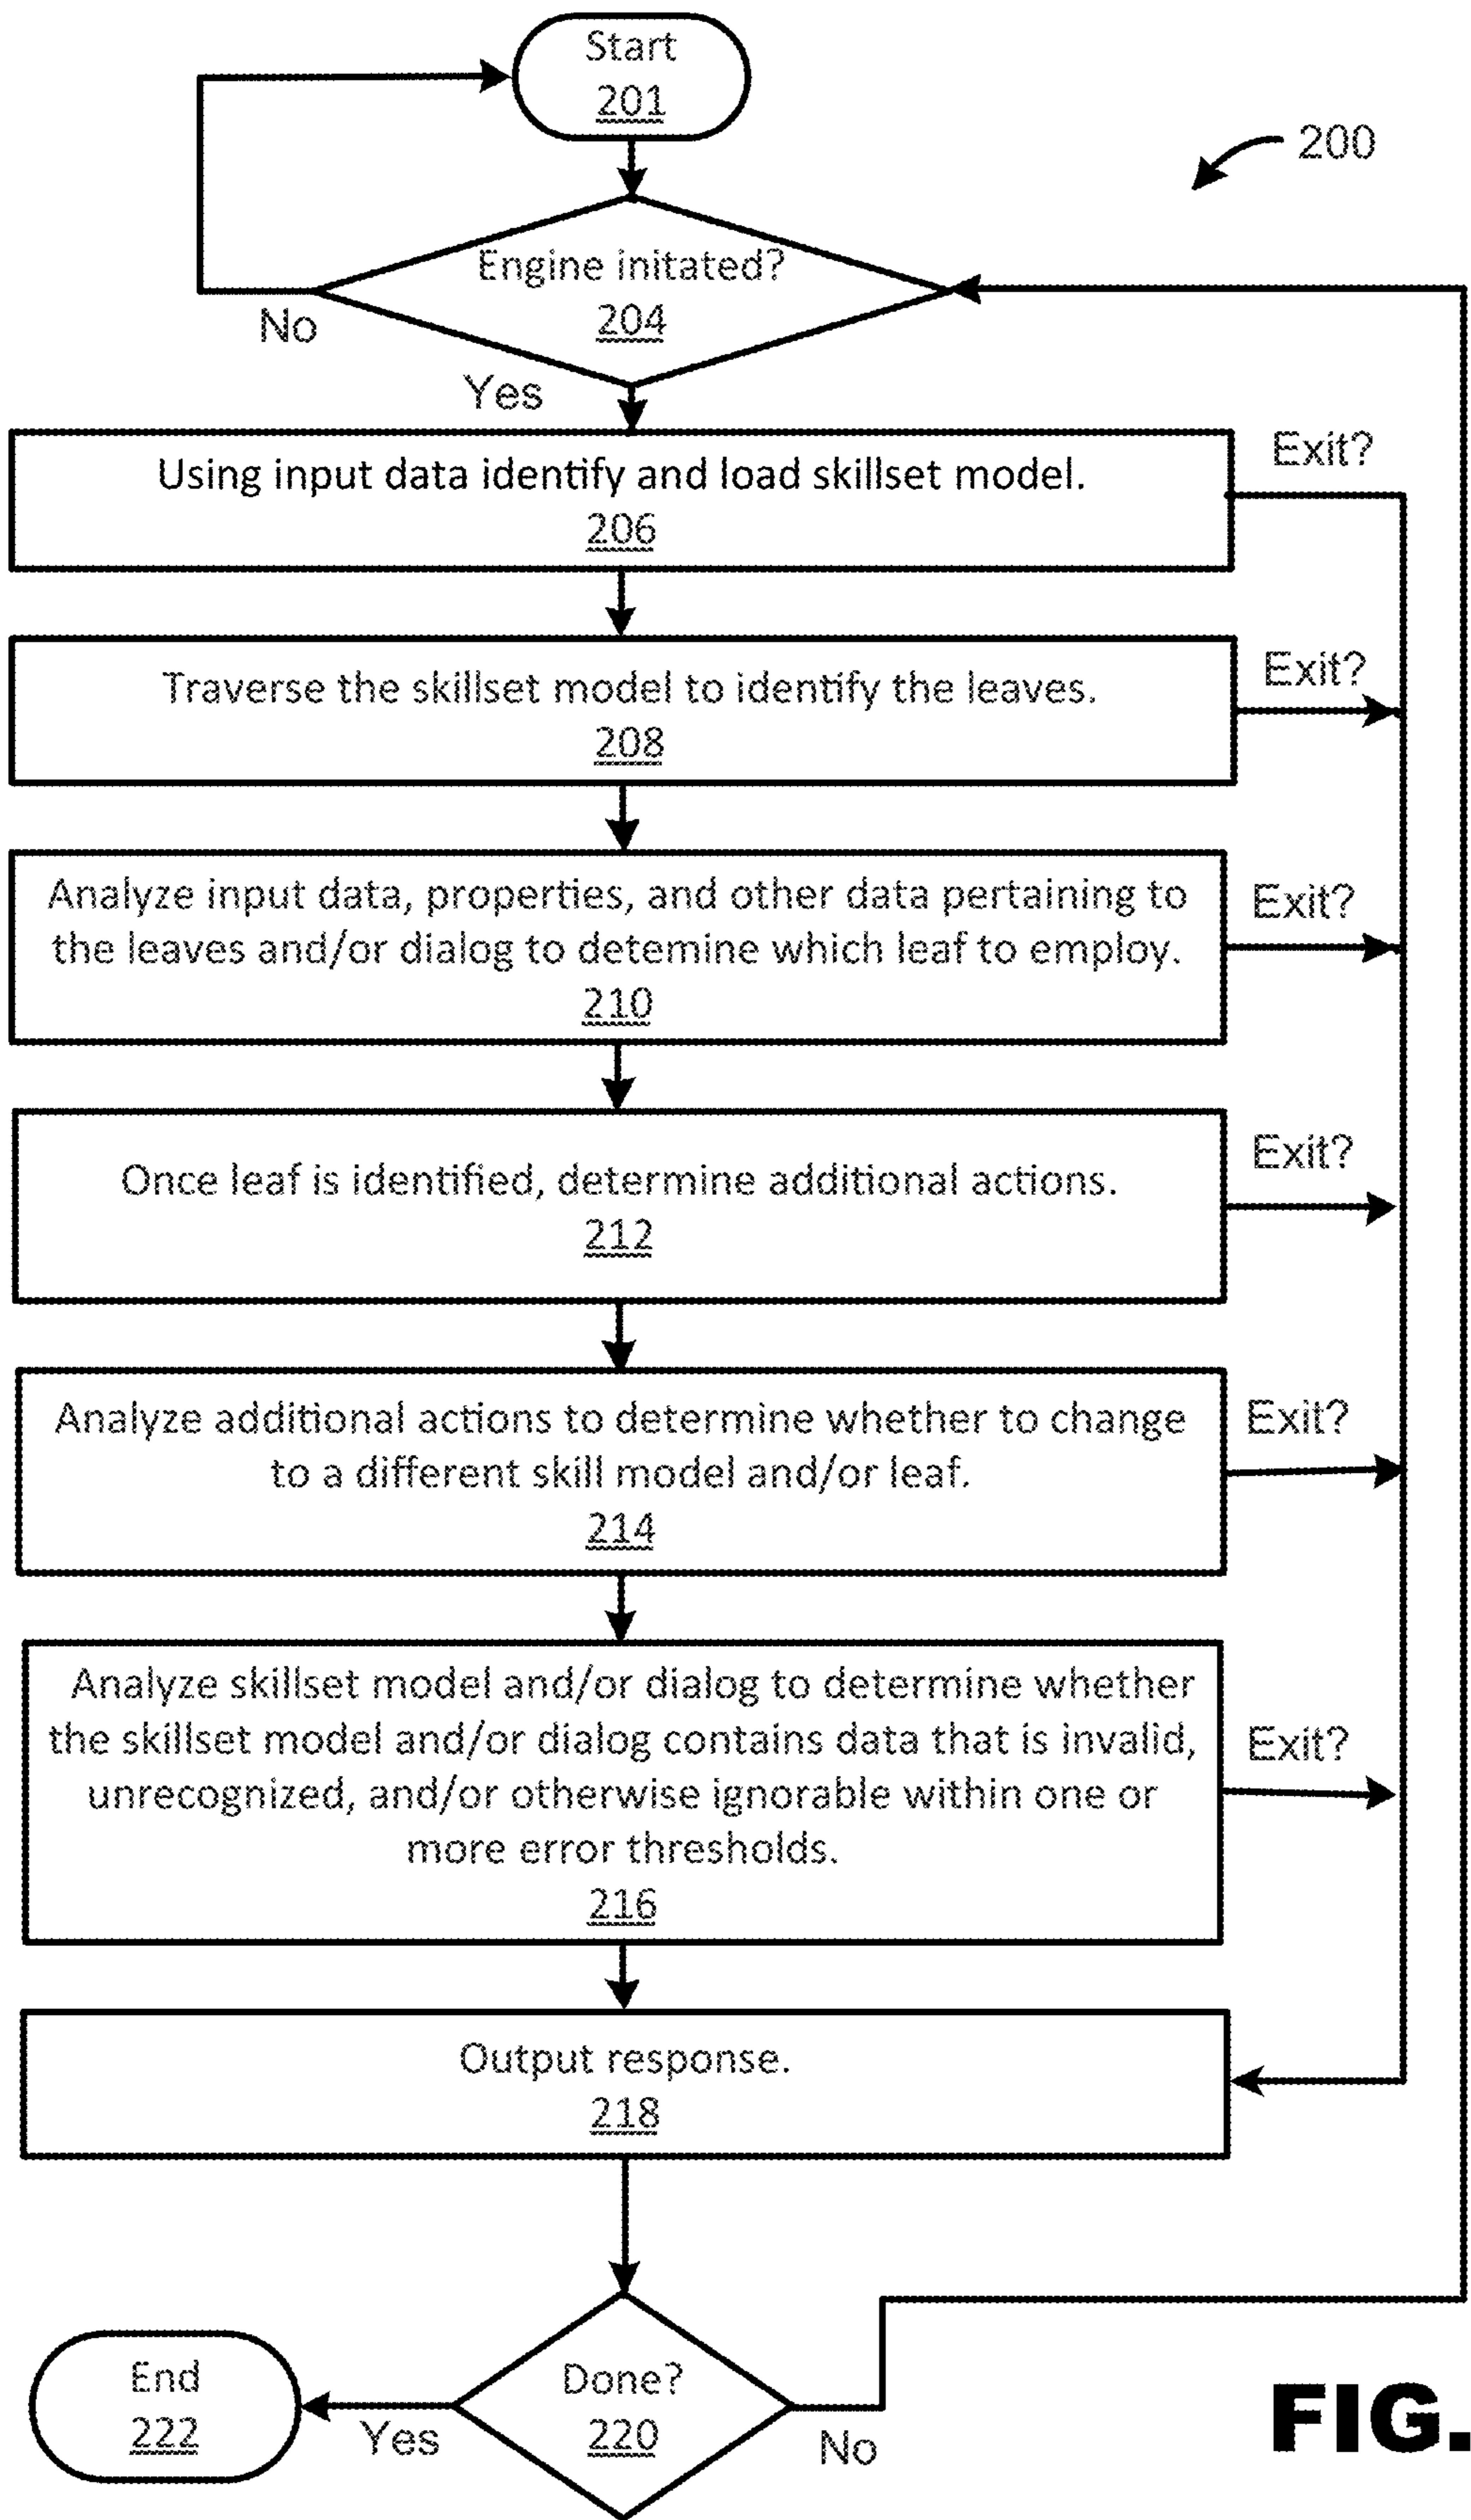 Start
201
200
Engine initated?
204
No
Yes
Using input data identify and load skillset model.
206
Exit?
Traverse the skillset model to identify the leaves.
208
Exit?
Analyze input data, properties, and other data pertaining to
the leaves and/or dialog to detemine which leaf to employ.
210
Exit?
Once leaf is identified, determine additional actions.
212
Exit?
Analyze additional actions to determine whether to change
to a different skill model and/or leaf.
214
Exit?
Analyze skillset model and/or dialog to determine whether
the skillset model and/or dialog contains data that is invalid,
unrecognized, and/or otherwise ignorable within one or
more error thresholds.
216
Exit?
Output response.
218
Done?
220
Yes
No
End
222
FIG.